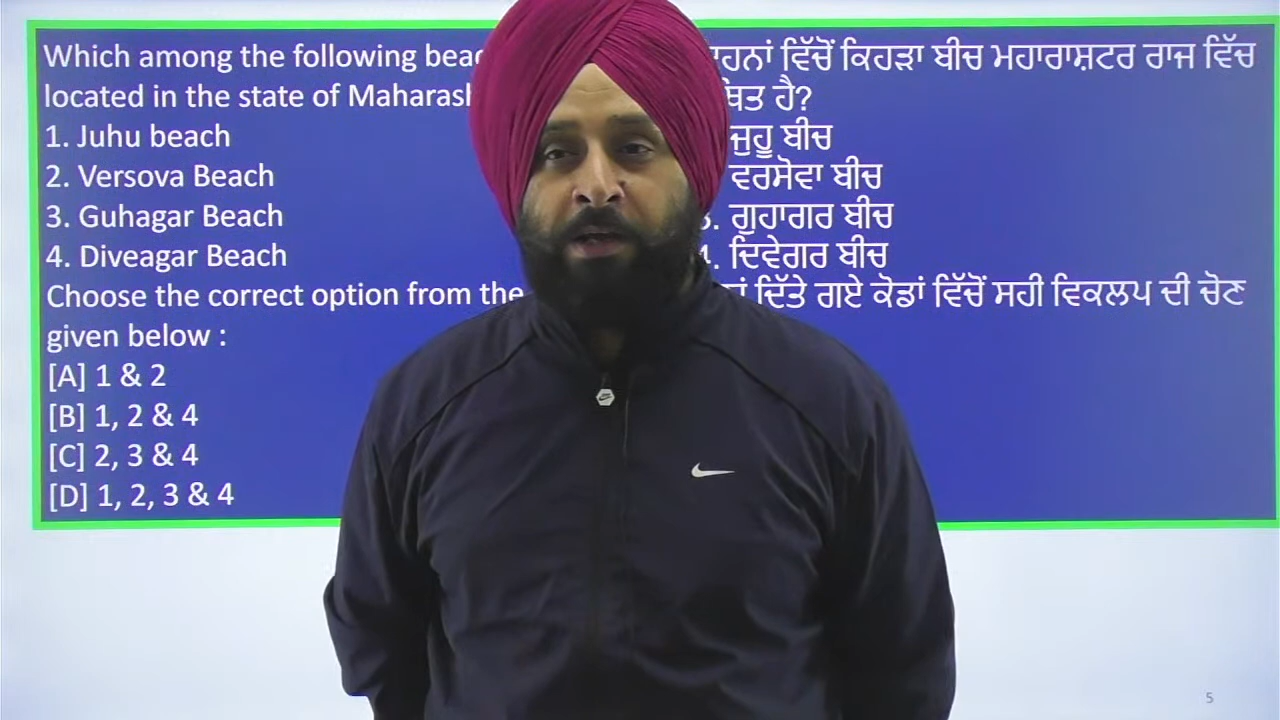 Which among the following
located in the state of
1. Juhu beach
2. Versova Beach
3. Guhagar Beach
4. Diveagar Beach
Choose the correct option from the
given below :
[A] 1 & 2
[B] 1, 2 & 4
[C] 2, 3 & 4
[D] 1, 2, 3 & 4
ਵਿੱਚੋਂ ਕਿਹੜਾ ਬੀਚ ਮਹਾਰਾਸ਼ਟਰ ਰਾਜ ਵਿੱਚ
ਹੈ?
ਜੁਹੂ ਬੀਚ
ਵਰਸੋਵਾ ਬੀਚ
3. ਗੁਹਾਗਰ ਬੀਚ
4. ਦਿਵੇਗਰ ਬੀਚ
ਦਿੱਤੇ ਗਏ ਕੋਡਾਂ ਵਿੱਚੋਂ ਸਹੀ ਵਿਕਲਪ ਦੀ ਚੋਣ
5